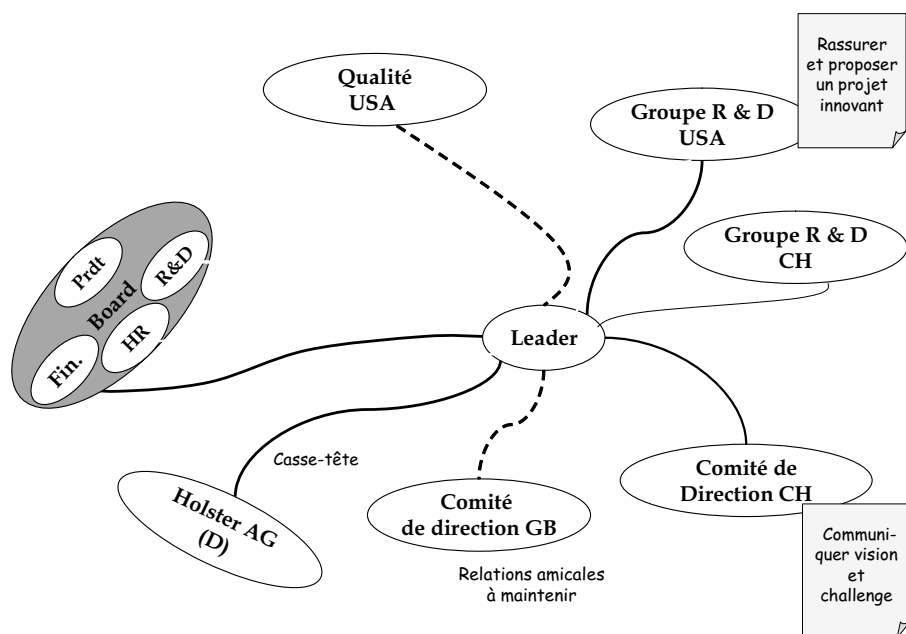 Rassurer
et proposer
un projet
innovant
Qualité
USA
Groupe R & D
USA
Groupe R & D
CH
Prdt
R&D
Board
HR
Fin.
Leader
Casse-tête
Comité de
Direction CH
Holster AG
(D)
Comité
de direction GB
Communi-
quer vision
et
challenge
Relations amicales
à maintenir